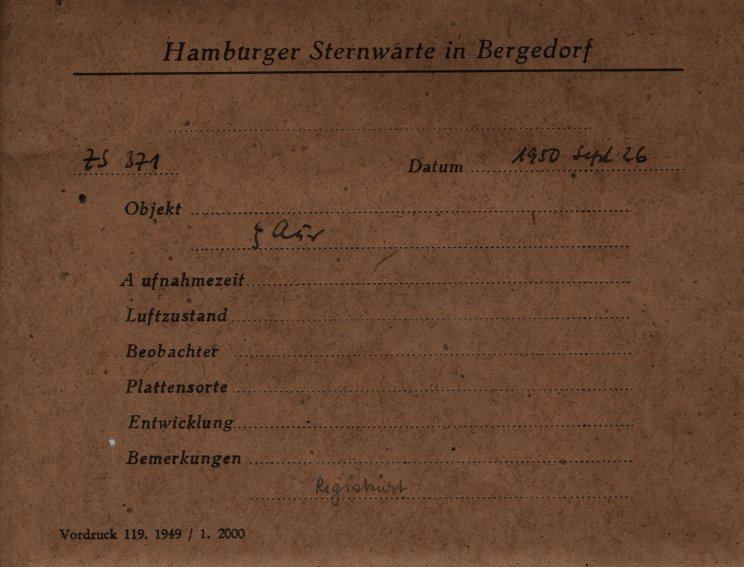 Hamburger Sternwarte in Bergedorf
ZS 371 Datum 1950 Sept 26
Objekt
ξ Aur
Aufnahmezeit
Luftzustand
Beobachter
Plattensorte
Entwicklung
Bemerkungen
Registriert
Vordruck 119. 1949 / 1. 2000